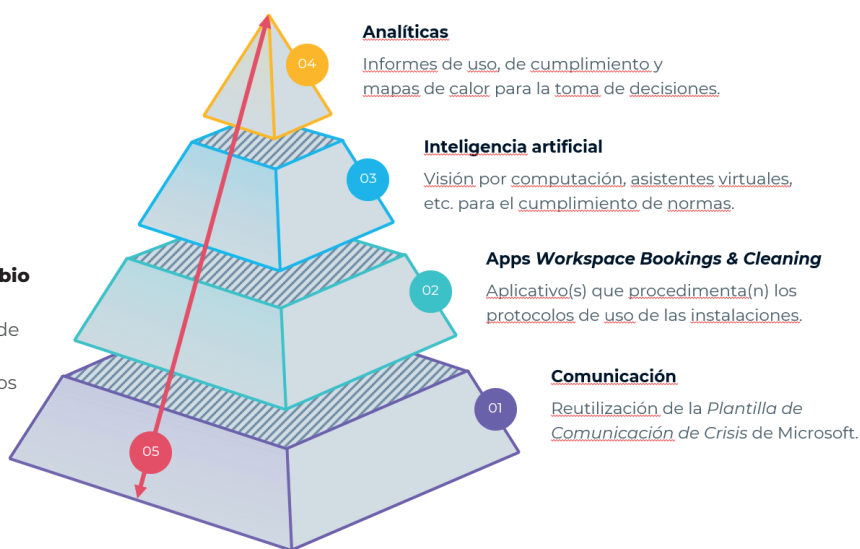 Analíticas
04
Informes de uso, de cumplimiento y
mapas de calor para la toma de decisiones.
Inteligencia artificial
03
Visión por computación, asistentes virtuales,
etc. para el cumplimiento de normas.
Apps Workspace Bookings & Cleaning
bio
02
Aplicativo(s) que procedimenta(n) los
protocolos de uso de las instalaciones.
de
Comunicación
os
01
Reutilización de la Plantilla de
Comunicación de Crisis de Microsoft.
05